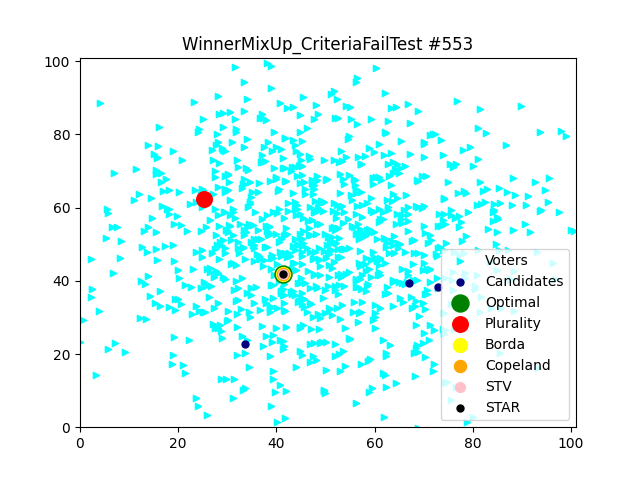 WinnerMixUp_CriteriaFailTest #553
100
80
60
40
20
0
0
20
40
60
80
100
Voters
Candidates
Optimal
Plurality
Borda
Copeland
STV
STAR